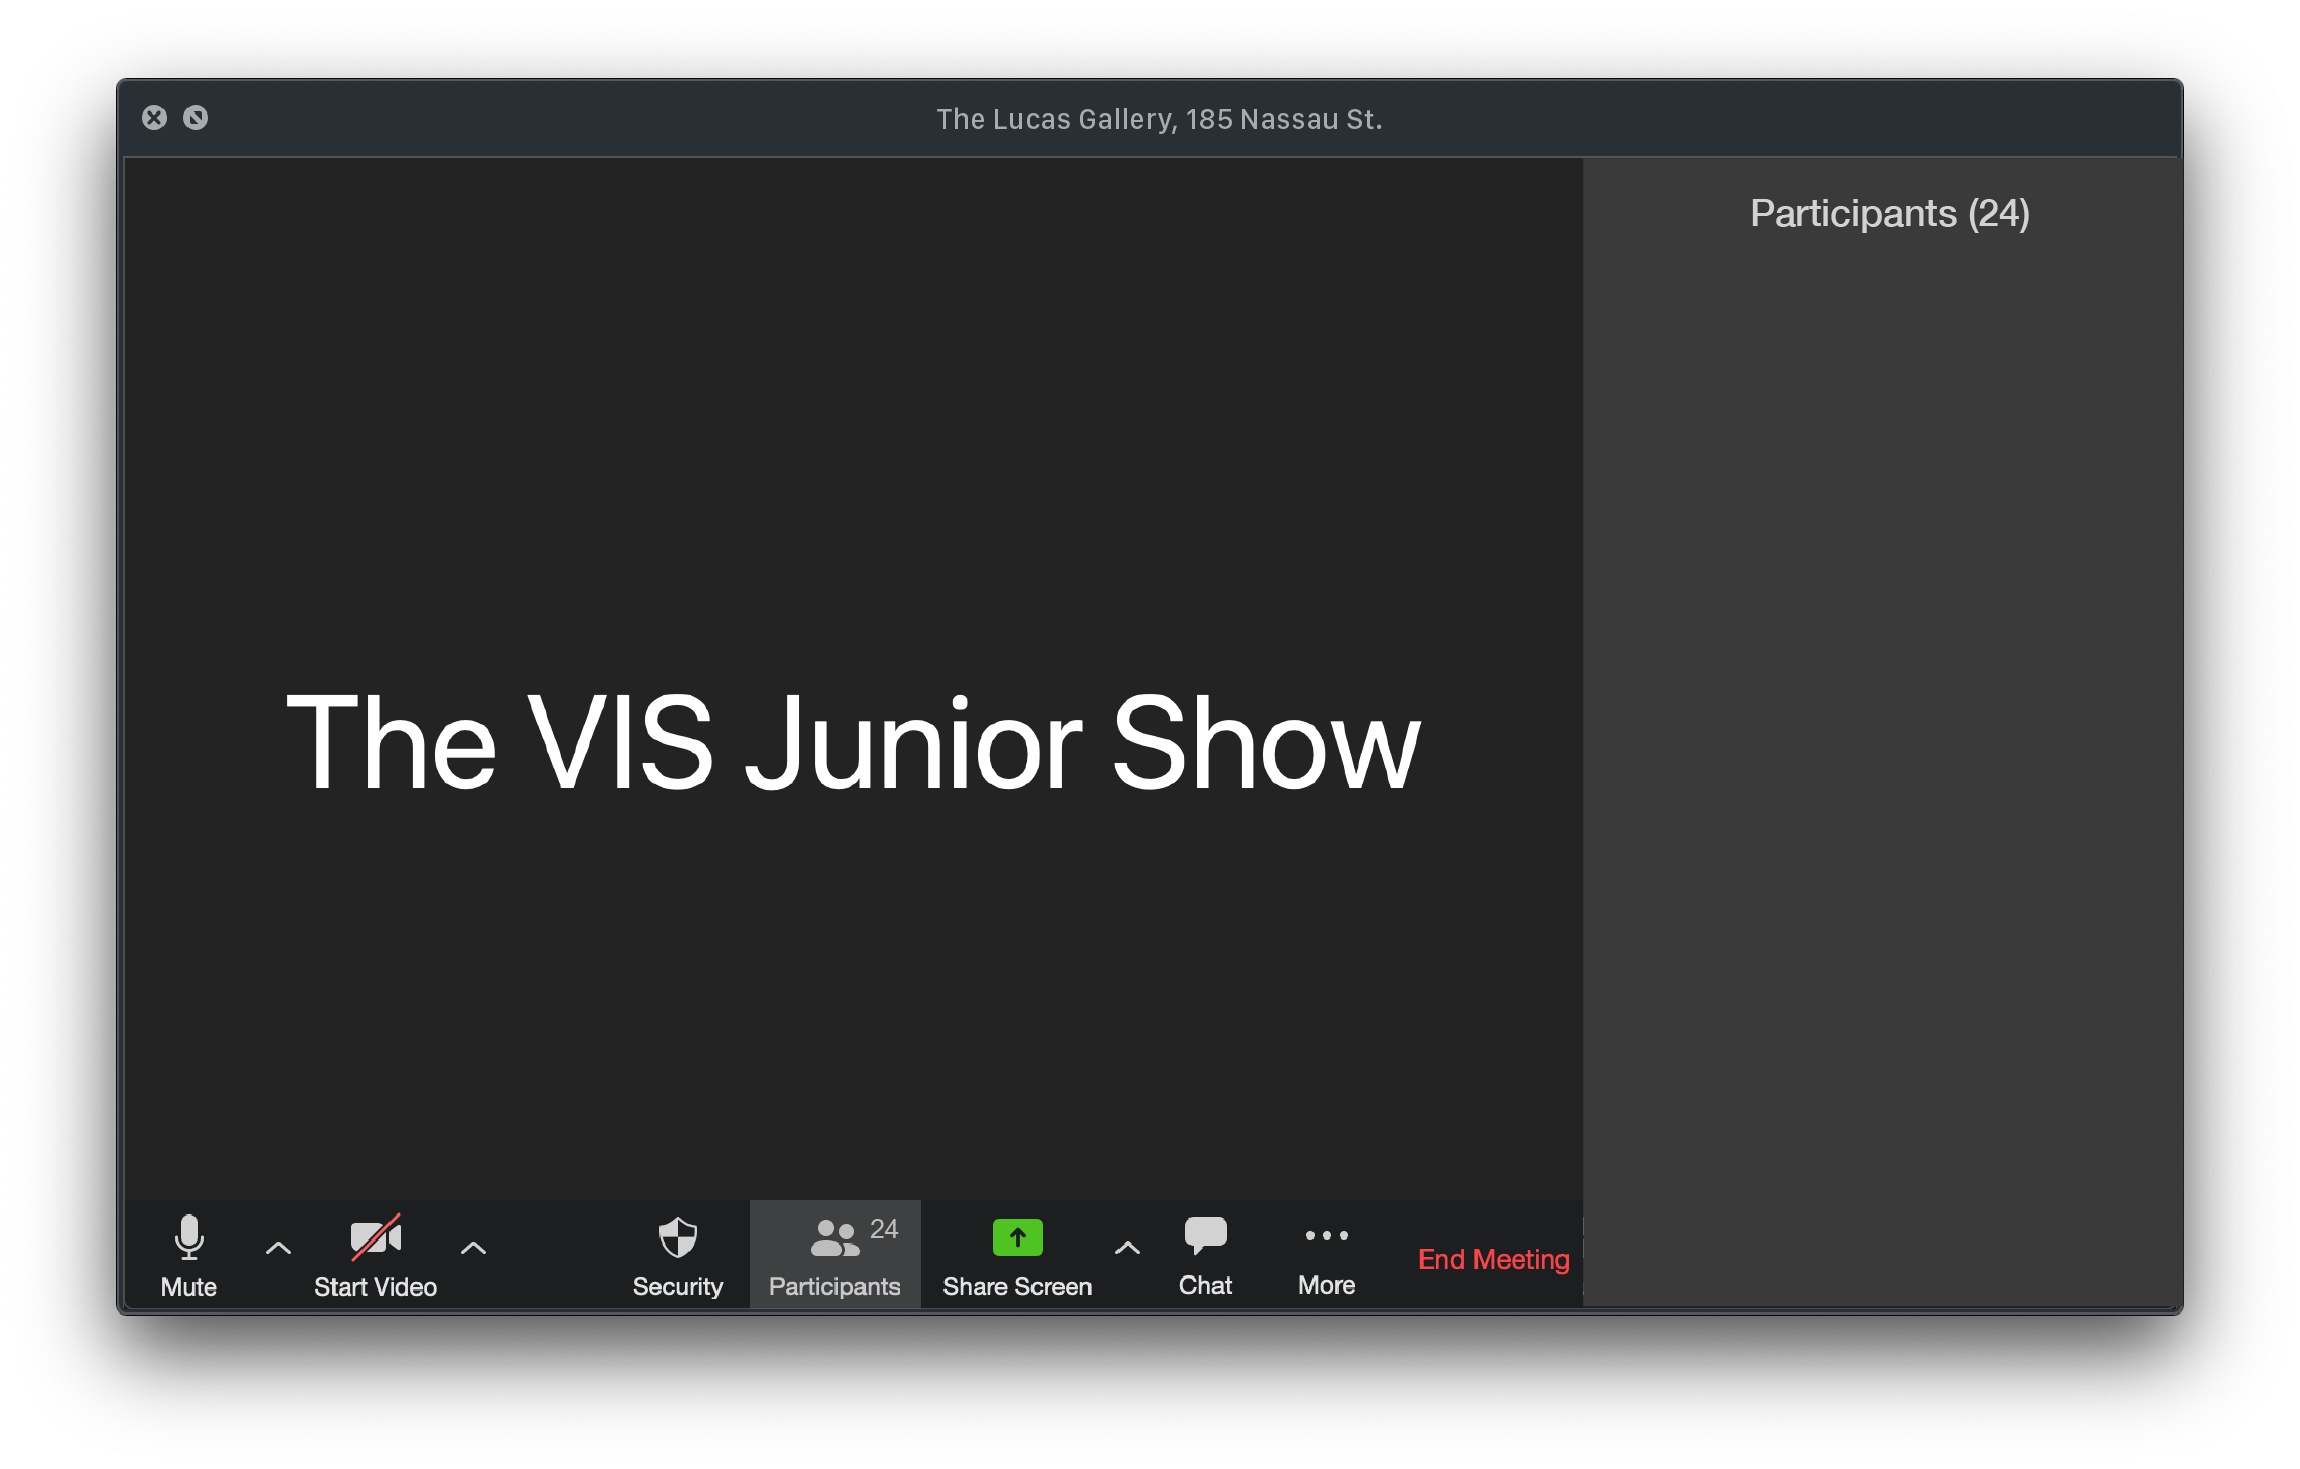 The Lucas Gallery, 185 Nassau St.
Participants (24)
The VIS Junior Show
24
Mute
Start Video
Security
Participants
Share Screen
Chat
More
End Meeting